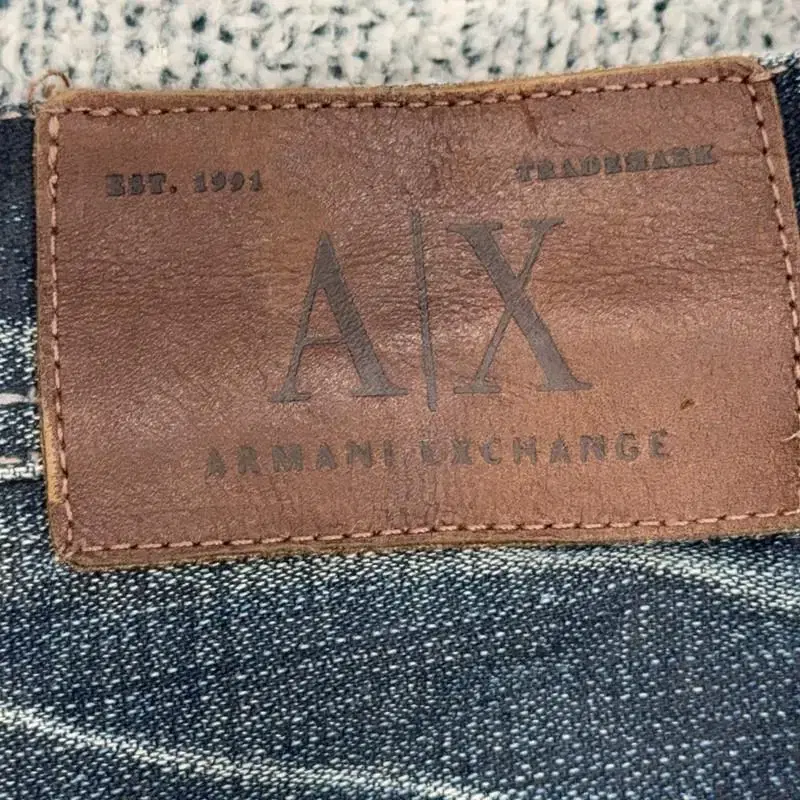 EST. 1991 TRADEMARK
A|X
ARMANI EXCHANGE